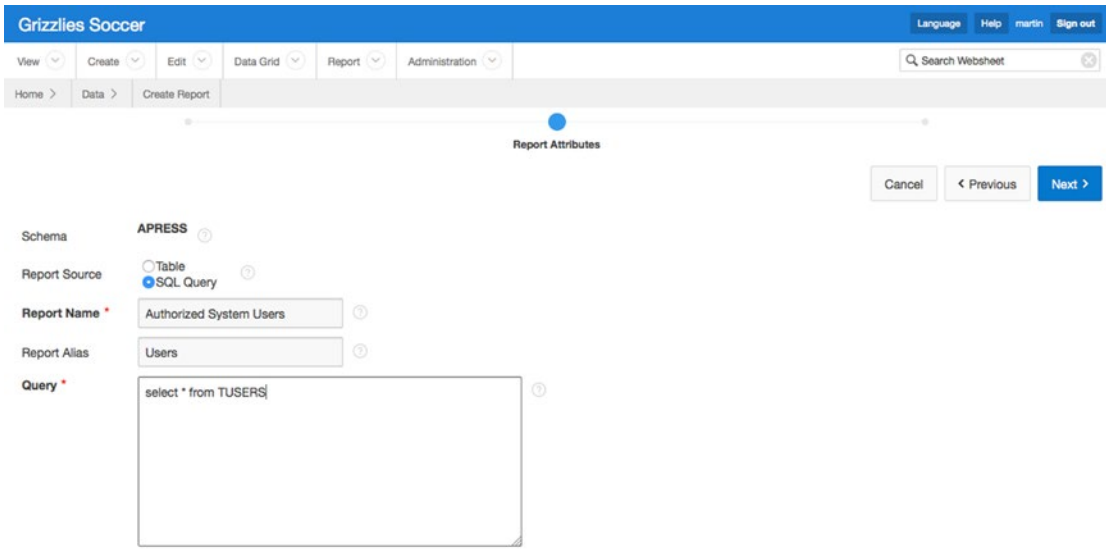 Grizzlies Soccer Language Help martin Sign out
View Create Edit Data Grid Report Administration Search Websheet
Home > Data > Create Report
Report Attributes
Cancel < Previous Next >
Schema APRESS ?
Report Source Table ?
SQL Query
Report Name * Authorized System Users ?
Report Alias Users ?
Query * select * from TUSERS ?